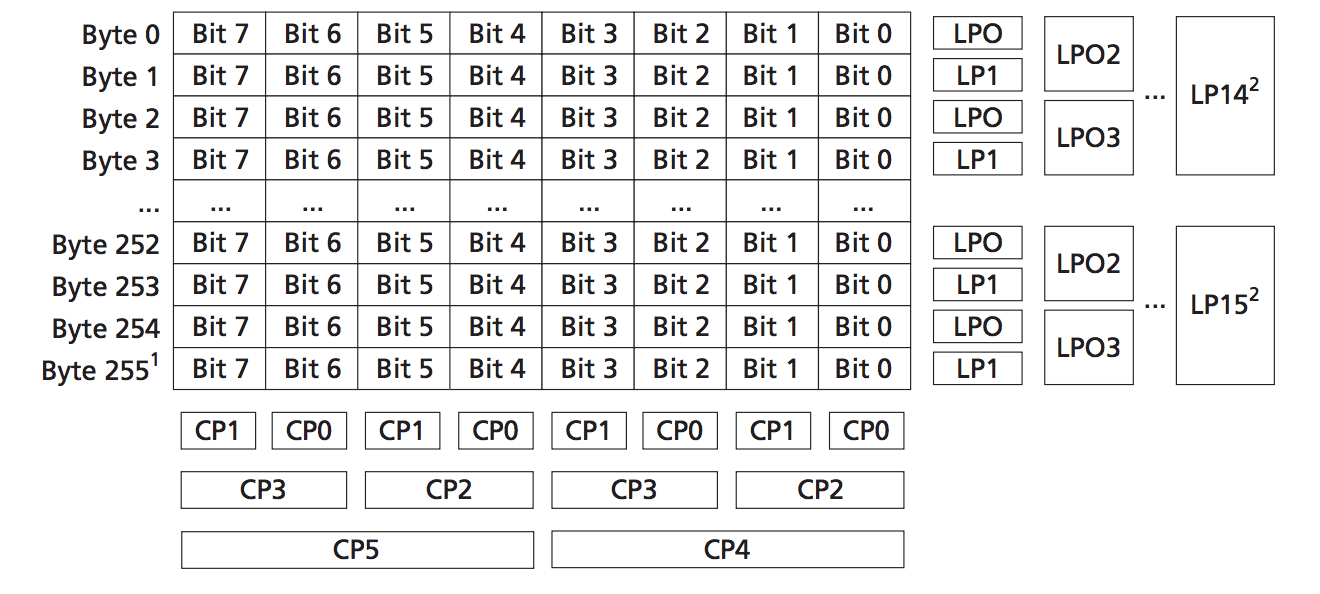 Byte 0 Bit 7 Bit 6 Bit 5 Bit 4 Bit 3 Bit 2 Bit 1 Bit 0 LPO LPO2 ... LP14²
Byte 1 Bit 7 Bit 6 Bit 5 Bit 4 Bit 3 Bit 2 Bit 1 Bit 0 LP1
Byte 2 Bit 7 Bit 6 Bit 5 Bit 4 Bit 3 Bit 2 Bit 1 Bit 0 LPO LPO3
Byte 3 Bit 7 Bit 6 Bit 5 Bit 4 Bit 3 Bit 2 Bit 1 Bit 0 LP1
... ... ... ... ... ... ... ... ...
Byte 252 Bit 7 Bit 6 Bit 5 Bit 4 Bit 3 Bit 2 Bit 1 Bit 0 LPO LPO2 ... LP15²
Byte 253 Bit 7 Bit 6 Bit 5 Bit 4 Bit 3 Bit 2 Bit 1 Bit 0 LP1
Byte 254 Bit 7 Bit 6 Bit 5 Bit 4 Bit 3 Bit 2 Bit 1 Bit 0 LPO LPO3
Byte 255¹ Bit 7 Bit 6 Bit 5 Bit 4 Bit 3 Bit 2 Bit 1 Bit 0 LP1
CP1 CP0 CP1 CP0 CP1 CP0 CP1 CP0
CP3 CP2 CP3 CP2
CP5 CP4